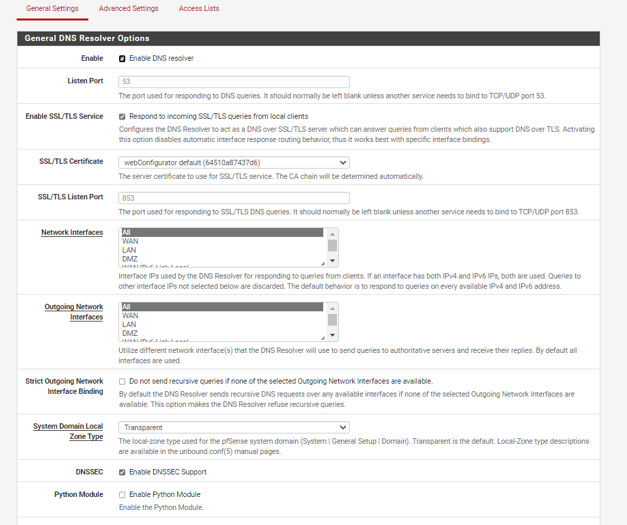 General Settings Advanced Settings Access Lists
General DNS Resolver Options
Enable Enable DNS resolver
Listen Port 53
The port used for responding to DNS queries. It should normally be left blank unless another service needs to bind to TCP/UDP port 53.
Enable SSL/TLS Service Respond to incoming SSL/TLS queries from local clients
Configures the DNS Resolver to act as a DNS over SSL/TLS server which can answer queries from clients which also support DNS over TLS. Activating
this option disables automatic interface response routing behavior, thus it works best with specific interface bindings.
SSL/TLS Certificate webConfigurator default (64510a87437d6)
The server certificate to use for SSL/TLS service. The CA chain will be determined automatically.
SSL/TLS Listen Port 853
The port used for responding to SSL/TLS DNS queries. It should normally be left blank unless another service needs to bind to TCP/UDP port 853.
Network Interfaces All
WAN
LAN
DMZ
WAN IPv6 Link-Local
Interface IPs used by the DNS Resolver for responding to queries from clients. If an interface has both IPv4 and IPv6 IPs, both are used. Queries to
other interface IPs not selected below are discarded. The default behavior is to respond to queries on every available IPv4 and IPv6 address.
Outgoing Network Interfaces All
WAN
LAN
DMZ
WAN IPv6 Link-Local
Utilize different network interface(s) that the DNS Resolver will use to send queries to authoritative servers and receive their replies. By default all
interfaces are used.
Strict Outgoing Network Interface Binding Do not send recursive queries if none of the selected Outgoing Network Interfaces are available.
By default the DNS Resolver sends recursive DNS requests over any available interfaces if none of the selected Outgoing Network Interfaces are
available. This option makes the DNS Resolver refuse recursive queries.
System Domain Local Zone Type Transparent
The local-zone type used for the pfSense system domain (System | General Setup | Domain). Transparent is the default. Local-Zone type descriptions
are available in the unbound.conf(5) manual pages.
DNSSEC Enable DNSSEC Support
Python Module Enable Python Module
Enable the Python Module.